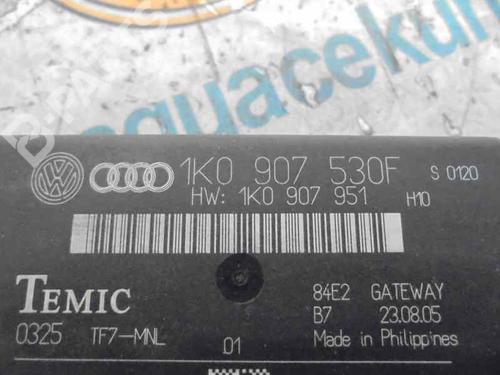 1K0 907 530F S 0120
HW: 1K0 907 951 H10
TEMIC 84E2 GATEWAY
B7 23.08.05
0325 TF7-MNL Made in Philippines
01